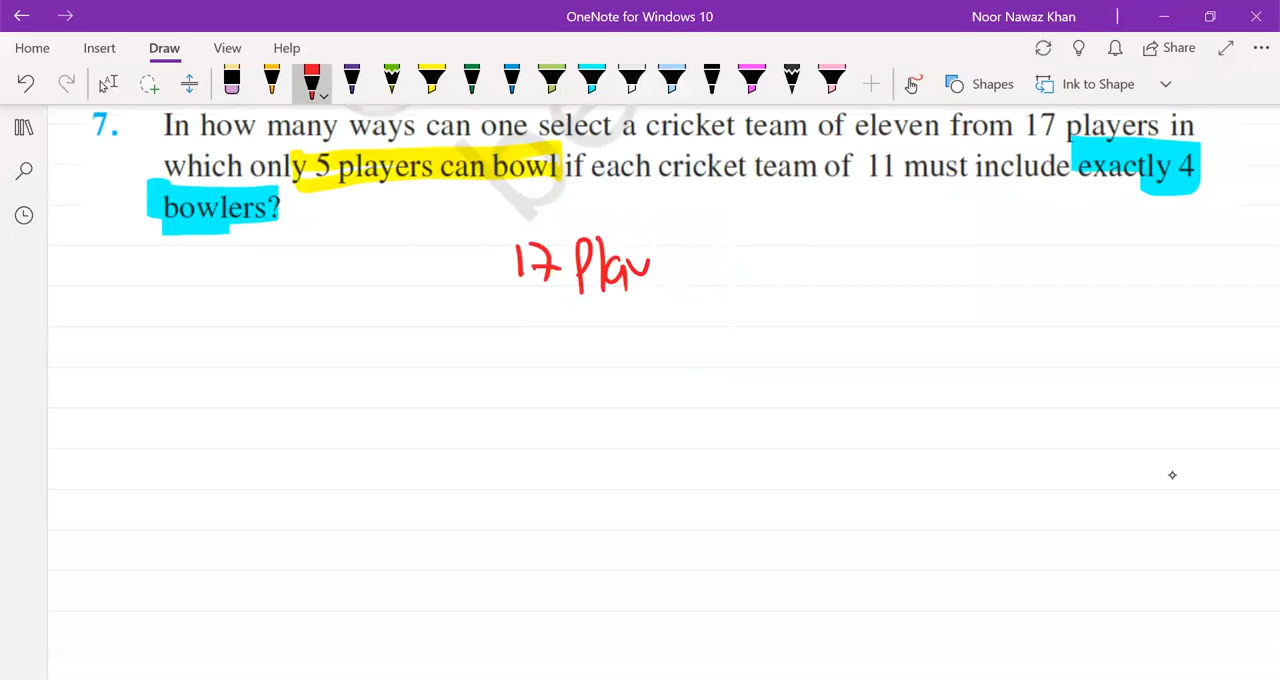 OneNote for Windows 10
Noor Nawaz Khan
Home Insert Draw View Help
Share
Shapes
Ink to Shape
7. In how many ways can one select a cricket team of eleven from 17 players in
which only 5 players can bowl if each cricket team of 11 must include exactly 4
bowlers?
17 Play